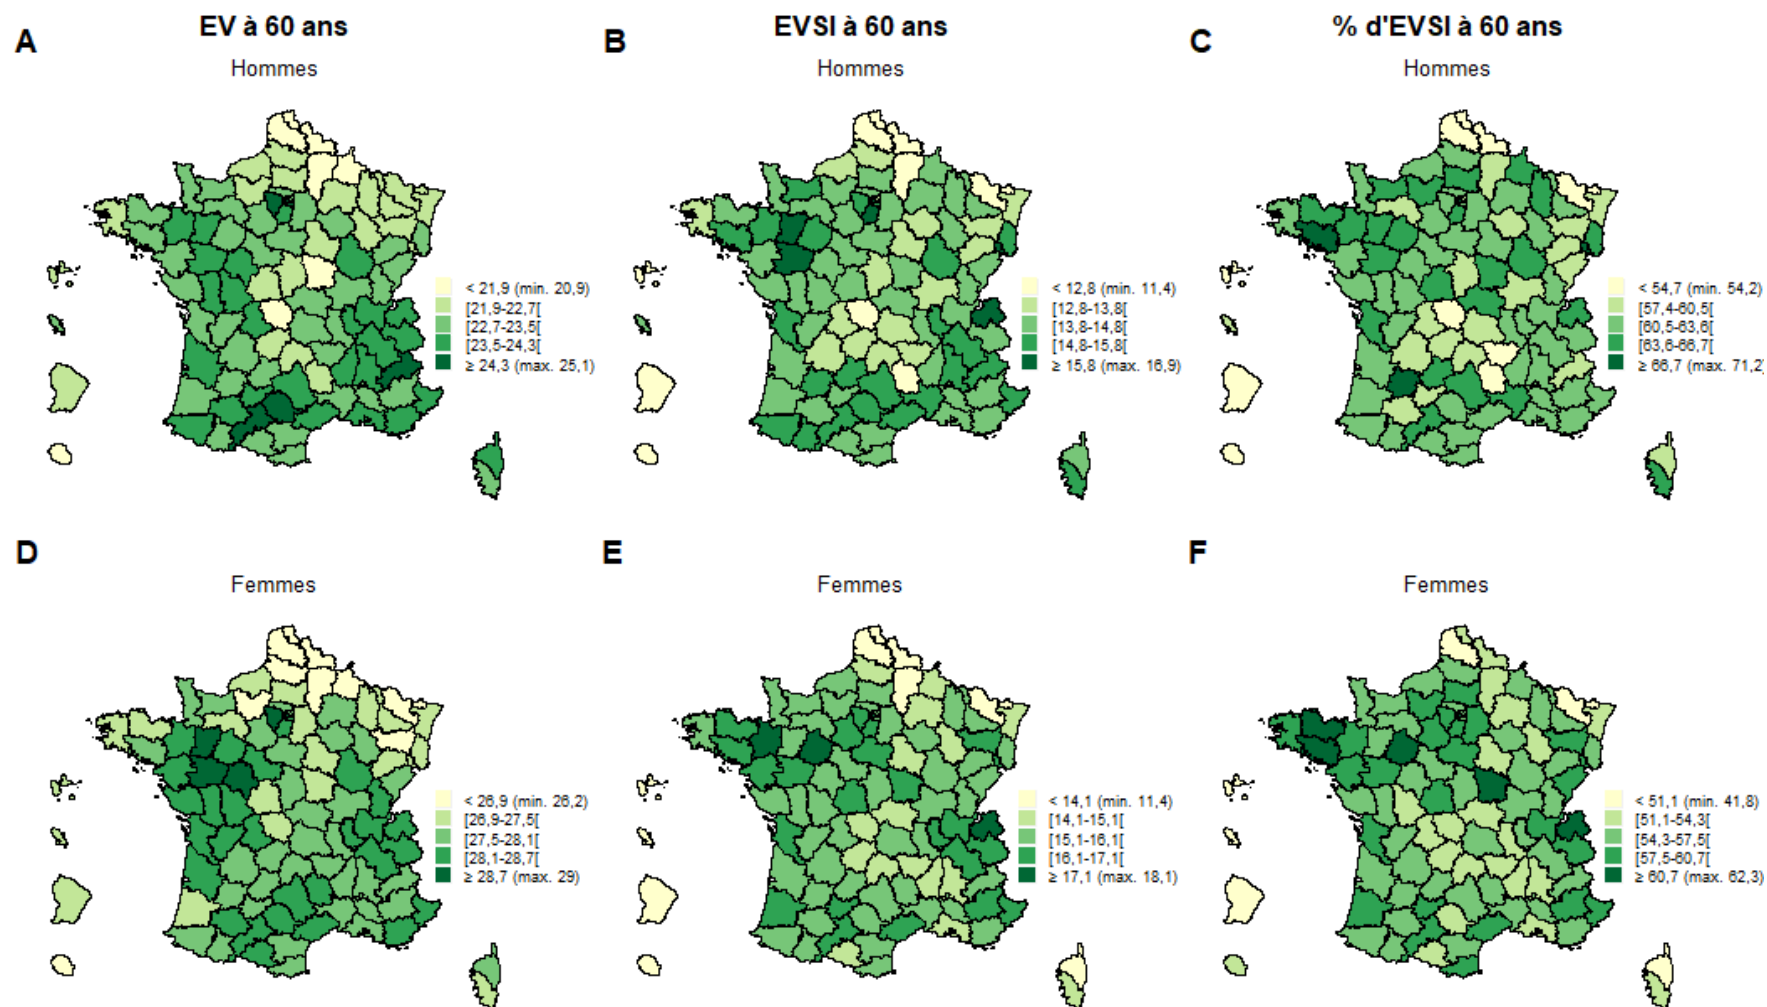 A
EV à 60 ans
Hommes
< 21,9 (min. 20,9)
[21,9-22,7[
[22,7-23,5[
[23,5-24,3[
≥ 24,3 (max. 25,1)
B
EVSI à 60 ans
Hommes
< 12,8 (min. 11,4)
[12,8-13,8[
[13,8-14,8[
[14,8-15,8[
≥ 15,8 (max. 16,9)
C
% d'EVSI à 60 ans
Hommes
< 54,7 (min. 54,2)
[57,4-60,5[
[60,5-63,6[
[63,6-66,7[
≥ 66,7 (max. 71,2)
D
Femmes
< 26,9 (min. 26,2)
[26,9-27,5[
[27,5-28,1[
[28,1-28,7[
≥ 28,7 (max. 29)
E
Femmes
< 14,1 (min. 11,4)
[14,1-15,1[
[15,1-16,1[
[16,1-17,1[
≥ 17,1 (max. 18,1)
F
Femmes
< 51,1 (min. 41,8)
[51,1-54,3[
[54,3-57,5[
[57,5-60,7[
≥ 60,7 (max. 62,3)